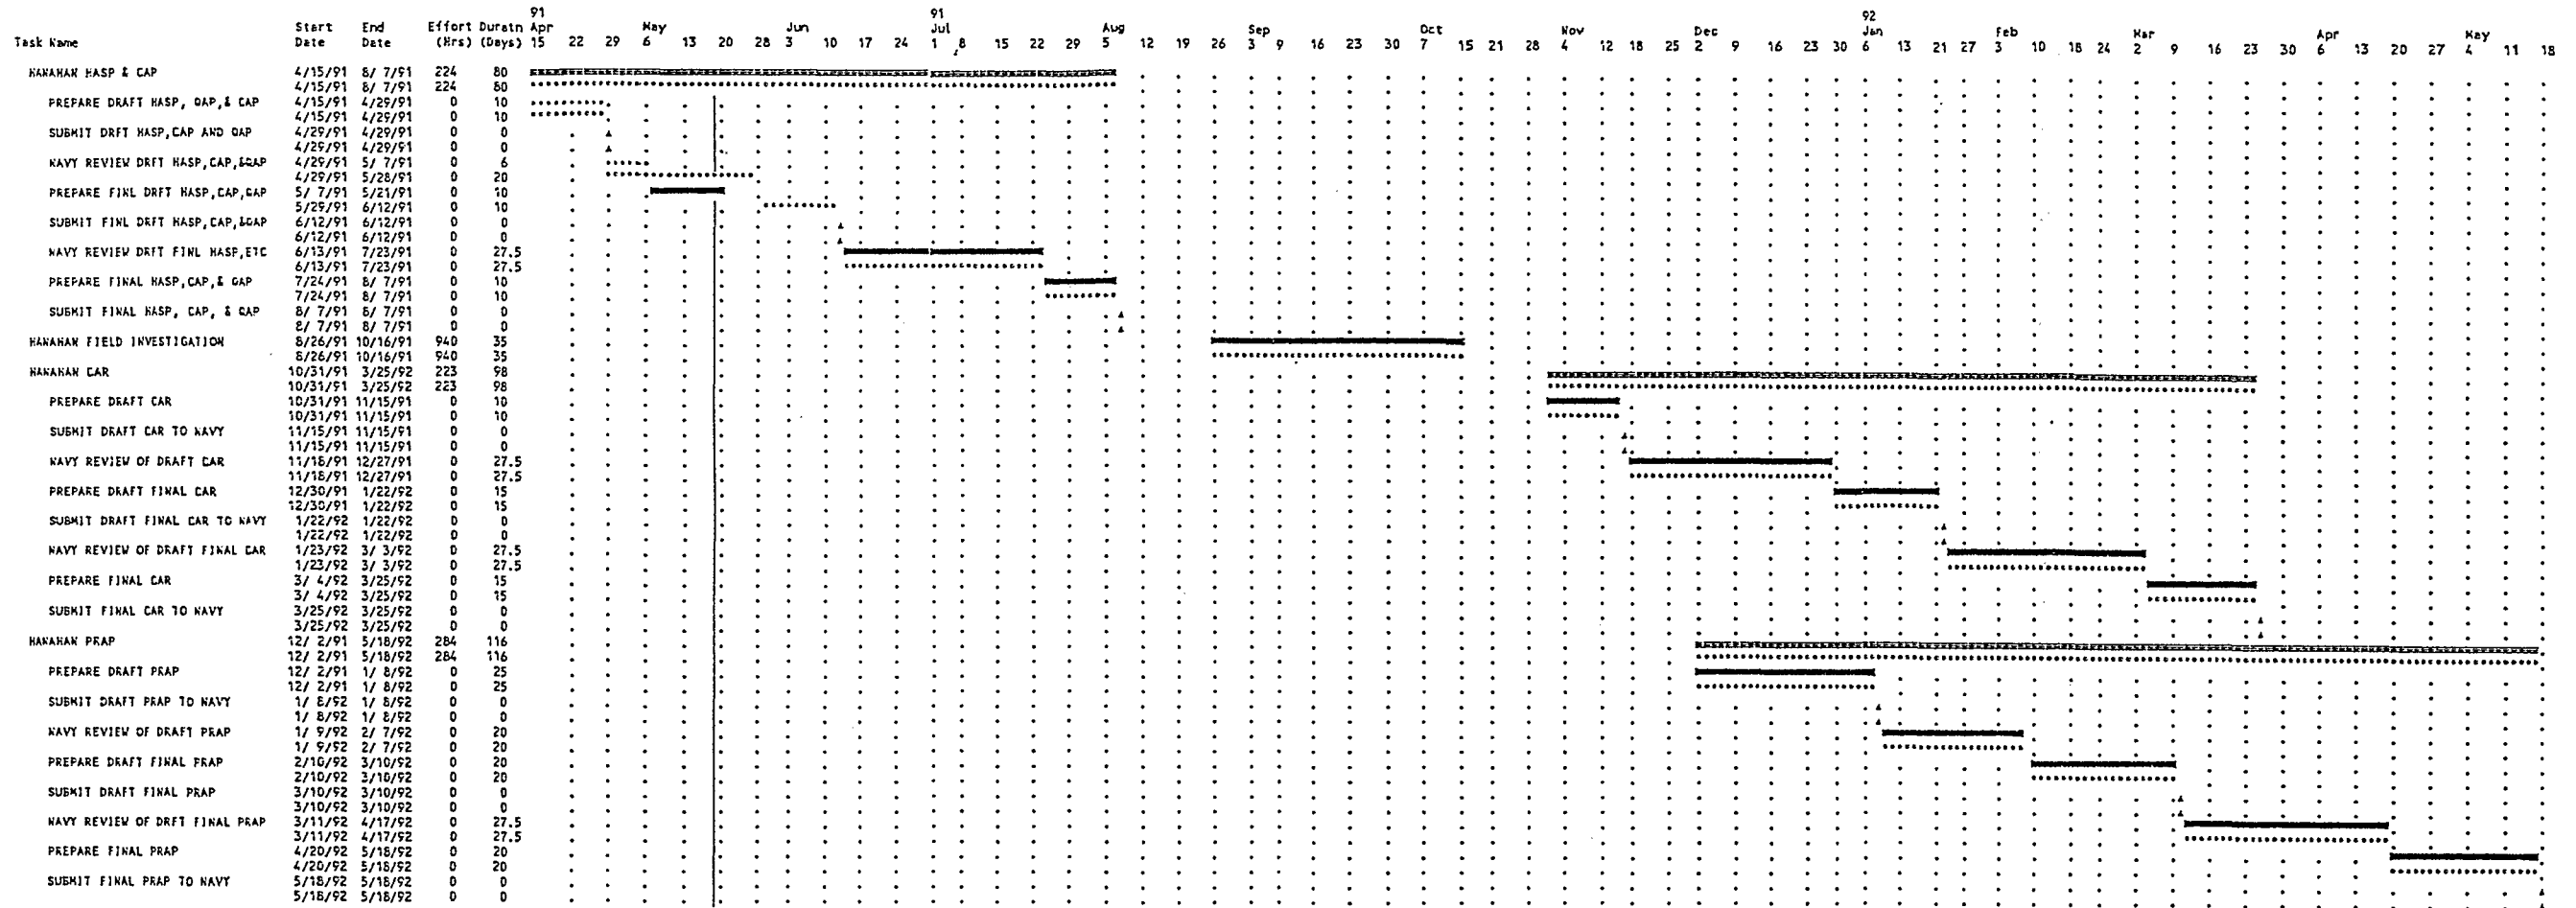 91 91 92
Start End Effort Duratn Apr May Jun Jul Aug Sep Oct Nov Dec Jan Feb Mar Apr May
Task Name Date Date (Hrs) (Days) 15 22 29 6 13 20 28 3 10 17 24 1 8 15 22 29 5 12 19 26 3 9 16 23 30 7 15 21 28 4 12 18 25 2 9 16 23 30 6 13 21 27 3 10 18 24 2 9 16 23 30 6 13 20 27 4 11 18
HANAHAN HASP & CAP 4/15/91 8/ 7/91 224 80
4/15/91 8/ 7/91 224 80
PREPARE DRAFT HASP, QAP,& CAP 4/15/91 4/29/91 0 10
4/15/91 4/29/91 0 10
SUBMIT DRFT HASP,CAP AND QAP 4/29/91 4/29/91 0 0
4/29/91 4/29/91 0 0
NAVY REVIEW DRFT HASP,CAP,&QAP 4/29/91 5/ 7/91 0 6
4/29/91 5/28/91 0 20
PREPARE FINL DRFT HASP,CAP,QAP 5/ 7/91 5/21/91 0 10
5/29/91 6/12/91 0 10
SUBMIT FINL DRFT HASP,CAP,&QAP 6/12/91 6/12/91 0 0
6/12/91 6/12/91 0 0
NAVY REVIEW DRFT FINL HASP,ETC 6/13/91 7/23/91 0 27.5
6/13/91 7/23/91 0 27.5
PREPARE FINAL HASP,CAP,& QAP 7/24/91 8/ 7/91 0 10
7/24/91 8/ 7/91 0 10
SUBMIT FINAL HASP, CAP, & QAP 8/ 7/91 8/ 7/91 0 0
8/ 7/91 8/ 7/91 0 0
HANAHAN FIELD INVESTIGATION 8/26/91 10/16/91 940 35
8/26/91 10/16/91 940 35
HANAHAN CAR 10/31/91 3/25/92 223 98
10/31/91 3/25/92 223 98
PREPARE DRAFT CAR 10/31/91 11/15/91 0 10
10/31/91 11/15/91 0 10
SUBMIT DRAFT CAR TO NAVY 11/15/91 11/15/91 0 0
11/15/91 11/15/91 0 0
NAVY REVIEW OF DRAFT CAR 11/18/91 12/27/91 0 27.5
11/18/91 12/27/91 0 27.5
PREPARE DRAFT FINAL CAR 12/30/91 1/22/92 0 15
12/30/91 1/22/92 0 15
SUBMIT DRAFT FINAL CAR TO NAVY 1/22/92 1/22/92 0 0
1/22/92 1/22/92 0 0
NAVY REVIEW OF DRAFT FINAL CAR 1/23/92 3/ 3/92 0 27.5
1/23/92 3/ 3/92 0 27.5
PREPARE FINAL CAR 3/ 4/92 3/25/92 0 15
3/ 4/92 3/25/92 0 15
SUBMIT FINAL CAR TO NAVY 3/25/92 3/25/92 0 0
3/25/92 3/25/92 0 0
HANAHAN PRAP 12/ 2/91 5/18/92 284 116
12/ 2/91 5/18/92 284 116
PREPARE DRAFT PRAP 12/ 2/91 1/ 8/92 0 25
12/ 2/91 1/ 8/92 0 25
SUBMIT DRAFT PRAP TO NAVY 1/ 8/92 1/ 8/92 0 0
1/ 8/92 1/ 8/92 0 0
NAVY REVIEW OF DRAFT PRAP 1/ 9/92 2/ 7/92 0 20
1/ 9/92 2/ 7/92 0 20
PREPARE DRAFT FINAL PRAP 2/10/92 3/10/92 0 20
2/10/92 3/10/92 0 20
SUBMIT DRAFT FINAL PRAP 3/10/92 3/10/92 0 0
3/10/92 3/10/92 0 0
NAVY REVIEW OF DRFT FINAL PRAP 3/11/92 4/17/92 0 27.5
3/11/92 4/17/92 0 27.5
PREPARE FINAL PRAP 4/20/92 5/18/92 0 20
4/20/92 5/18/92 0 20
SUBMIT FINAL PRAP TO NAVY 5/18/92 5/18/92 0 0
5/18/92 5/18/92 0 0